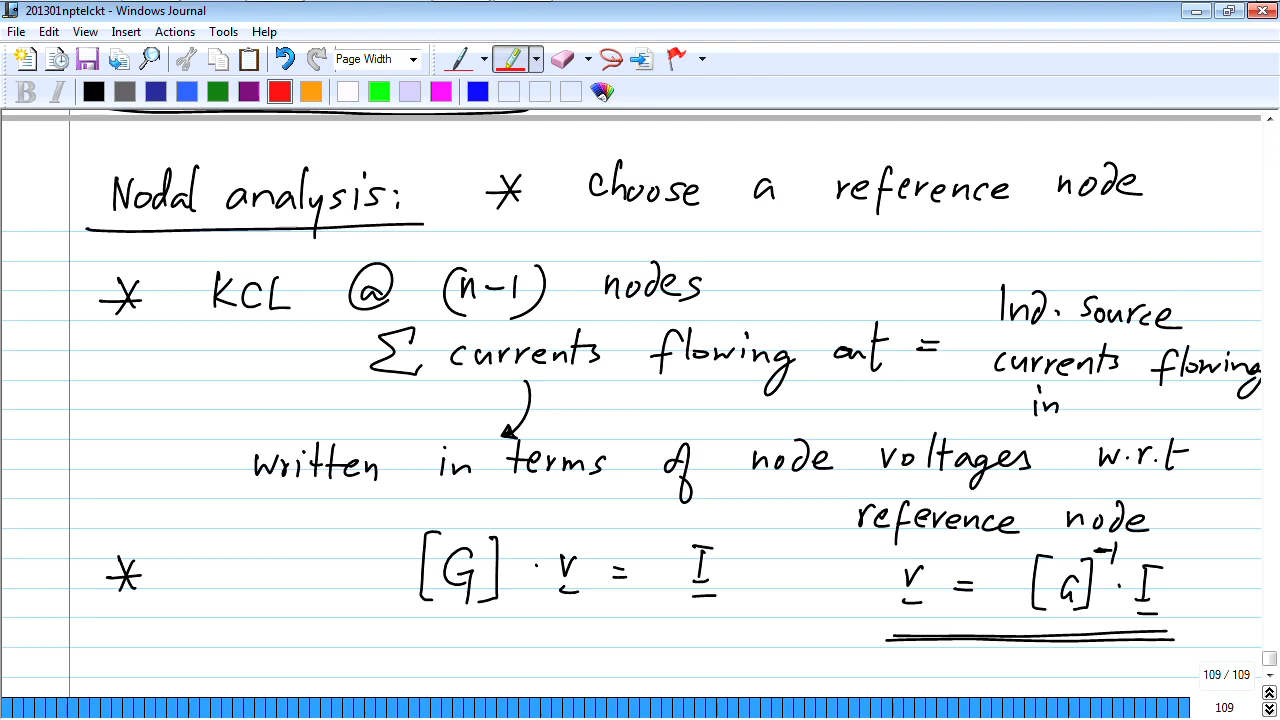 201301nptelckt - Windows Journal
File Edit View Insert Actions Tools Help
Page Width
B I
Nodal analysis: * choose a reference node
* KCL @ (n-1) nodes
Σ currents flowing out = Ind. source currents flowing in
written in terms of node voltages w.r.t
reference node
* [G] · v = I v = [G]⁻¹ · I
109 / 109
109